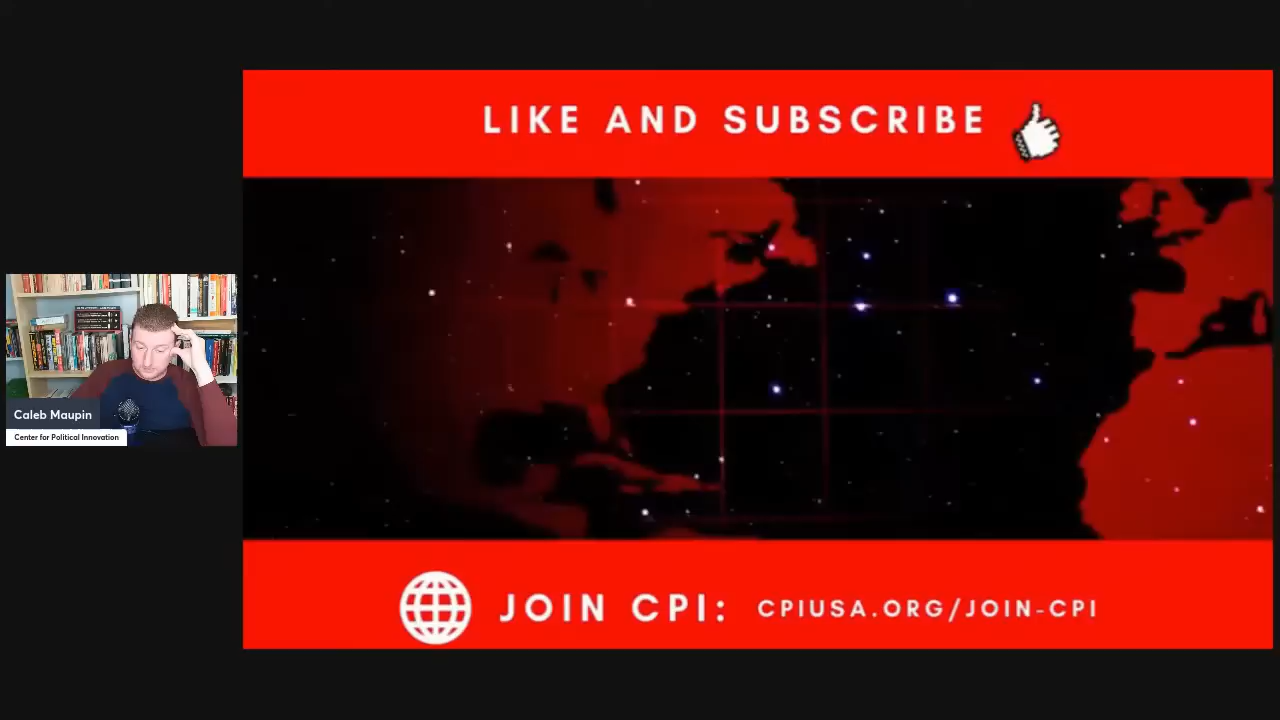 LIKE AND SUBSCRIBE
Caleb Maupin
Center for Political Innovation
JOIN CPI: CPIUSA.ORG/JOIN-CPI